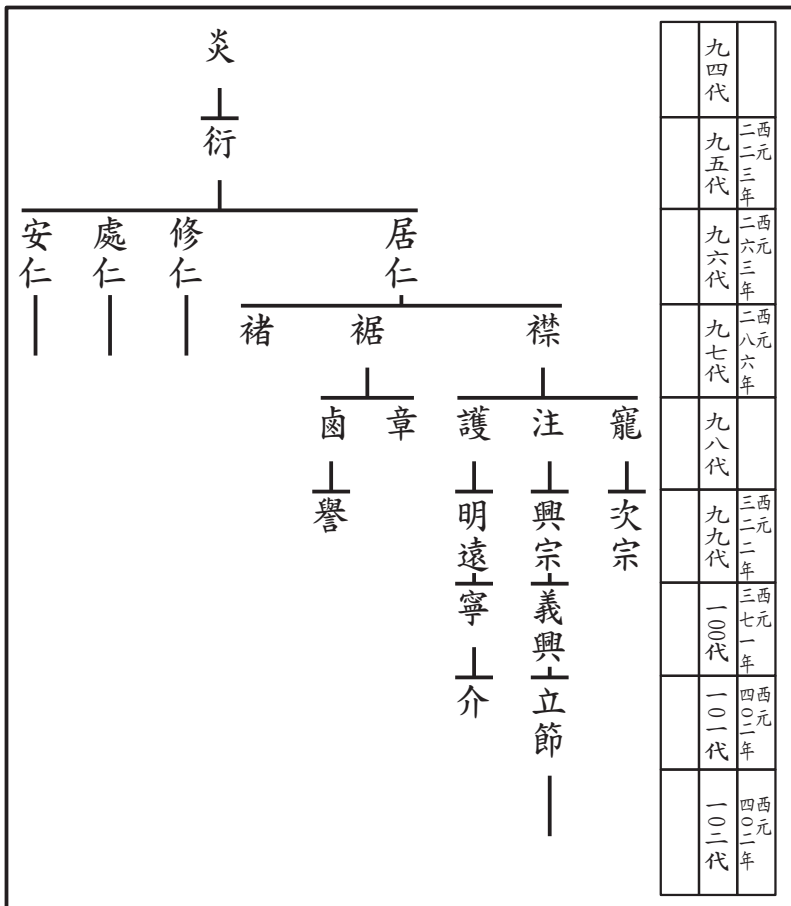 九四代
九五代
西元二二三年
九六代
西元二六三年
九七代
西元二八六年
九八代
九九代
西元三二二年
一00代
西元三七一年
一0一代
西元四0二年
一0二代
西元四0二年
炎
衍
居仁
修仁
處仁
安仁
襟
裾
褚
寵
注
護
章
鹵
次宗
興宗
明遠
譽
義興
寧
立節
介